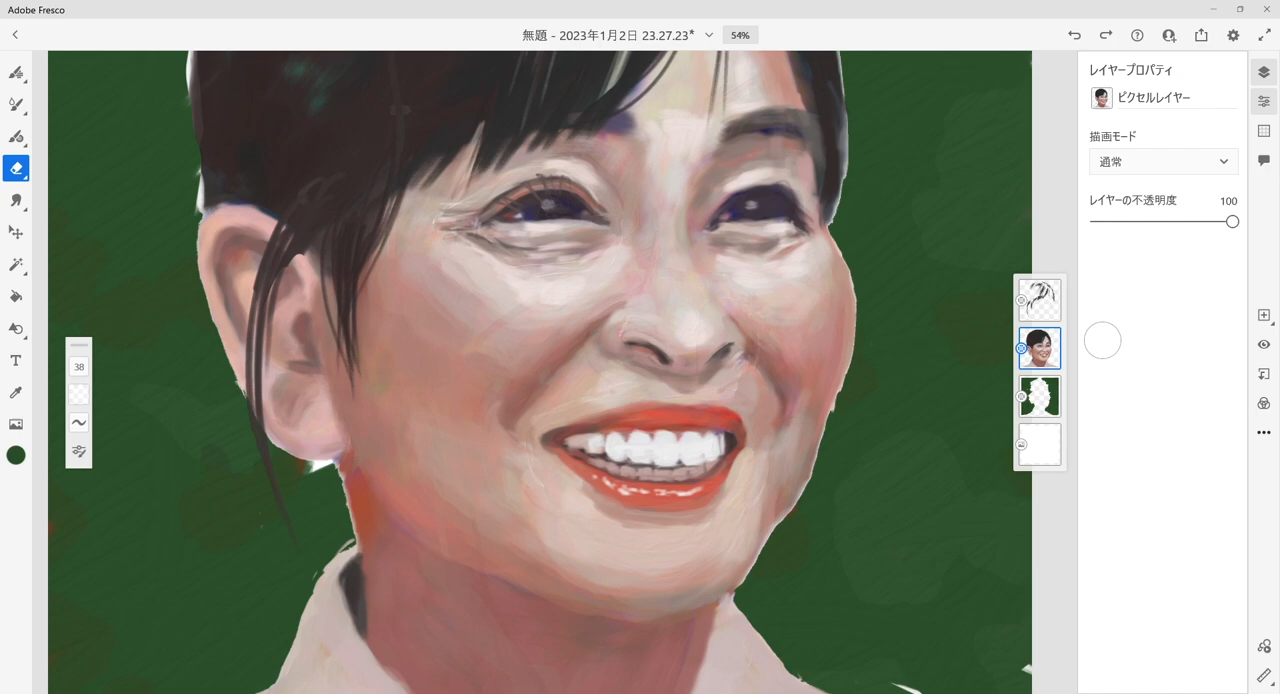 Adobe Fresco
無題 - 2023年1月2日 23.27.23*
54%
レイヤープロパティ
ピクセルレイヤー
描画モード
通常
レイヤーの不透明度 100
38